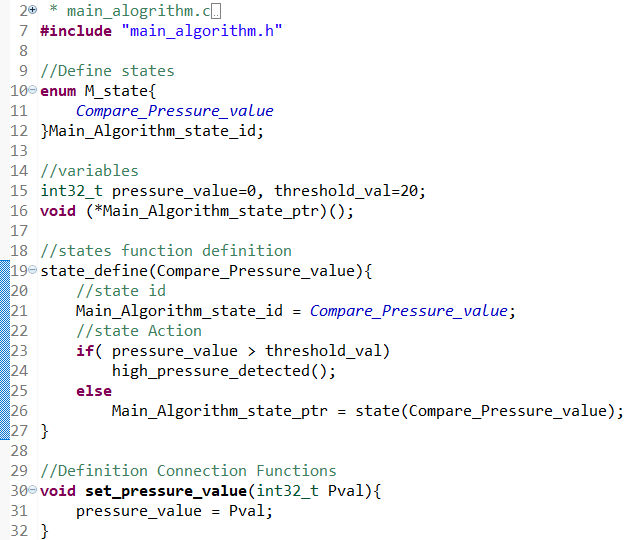 2 * main_alogrithm.c
7 #include "main_algorithm.h"
8
9 //Define states
10 enum M_state{
11     Compare_Pressure_value
12 }Main_Algorithm_state_id;
13
14 //variables
15 int32_t pressure_value=0, threshold_val=20;
16 void (*Main_Algorithm_state_ptr)();
17
18 //states function definition
19 state_define(Compare_Pressure_value){
20     //state id
21     Main_Algorithm_state_id = Compare_Pressure_value;
22     //state Action
23     if( pressure_value > threshold_val)
24         high_pressure_detected();
25     else
26         Main_Algorithm_state_ptr = state(Compare_Pressure_value);
27 }
28
29 //Definition Connection Functions
30 void set_pressure_value(int32_t Pval){
31     pressure_value = Pval;
32 }